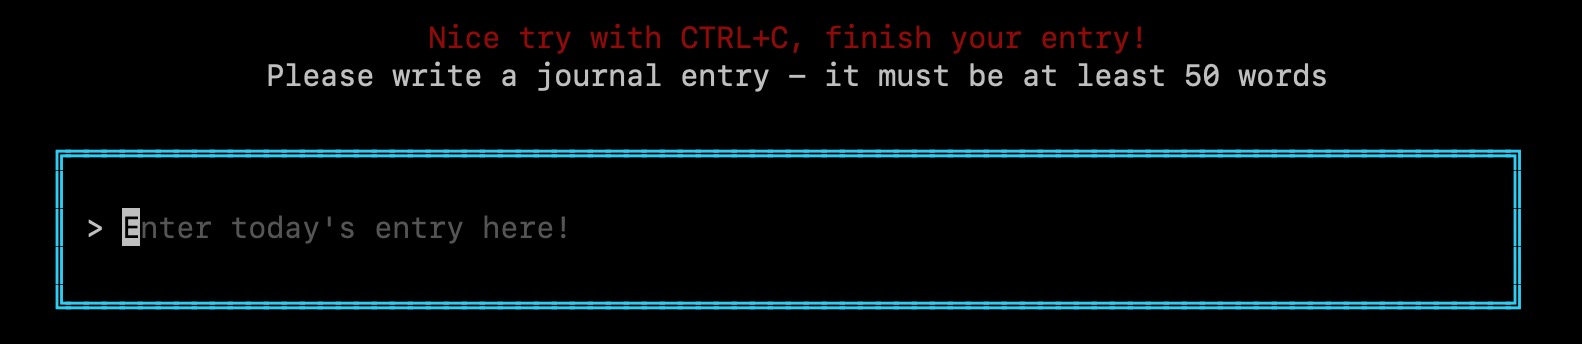 Nice try with CTRL+C, finish your entry!
Please write a journal entry – it must be at least 50 words
> Enter today's entry here!